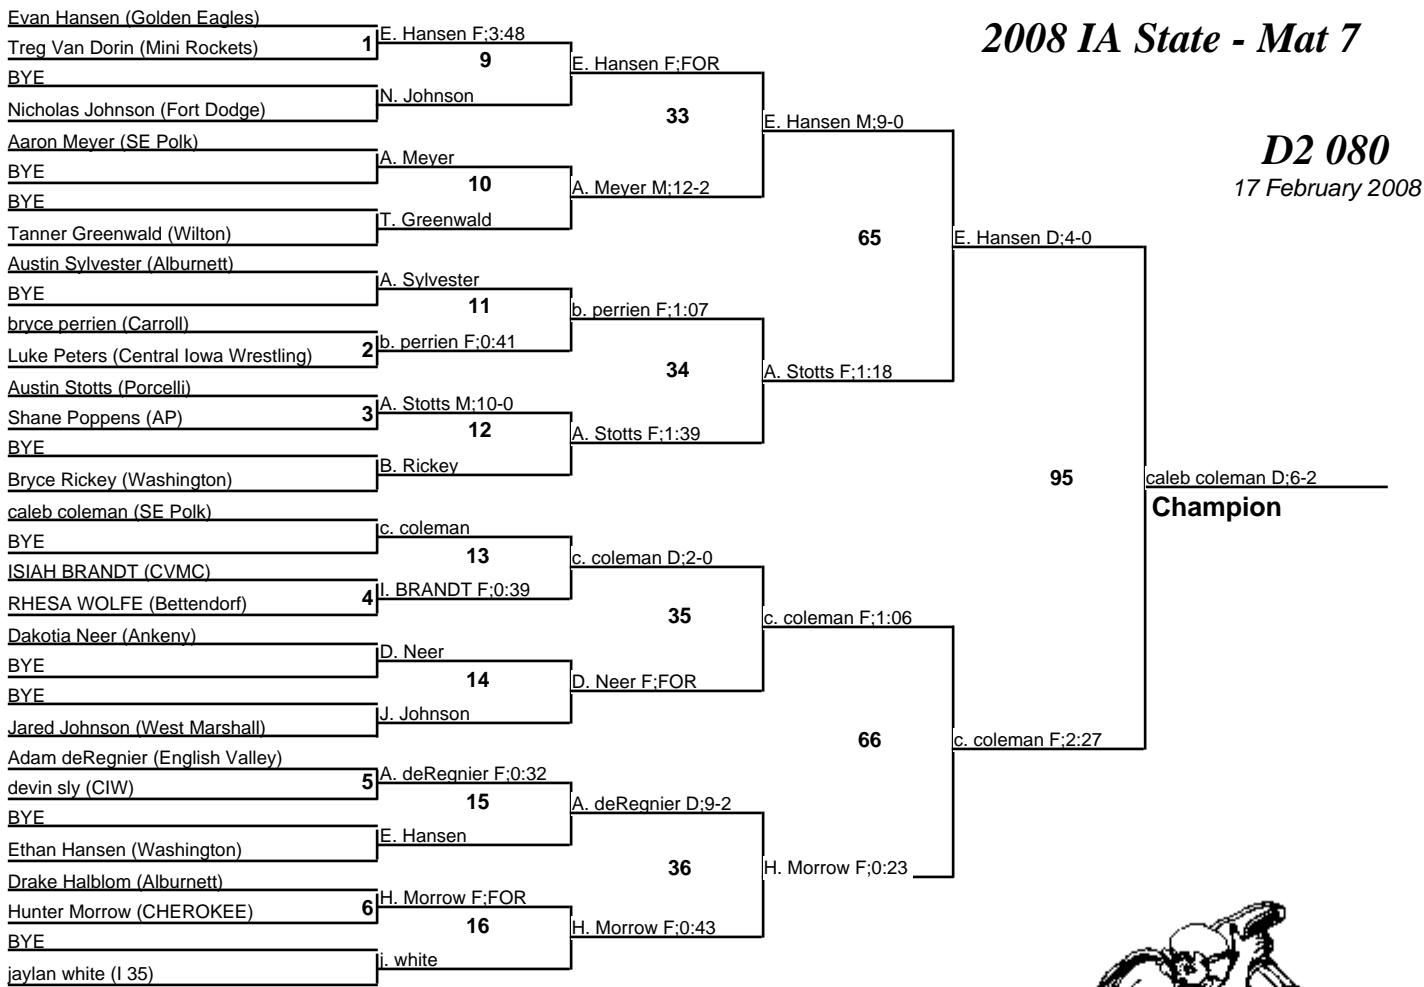 2008 IA State - Mat 7
D2 080
17 February 2008
Evan Hansen (Golden Eagles)
Treg Van Dorin (Mini Rockets)
BYE
Nicholas Johnson (Fort Dodge)
Aaron Meyer (SE Polk)
BYE
BYE
Tanner Greenwald (Wilton)
Austin Sylvester (Alburnett)
BYE
bryce perrien (Carroll)
Luke Peters (Central Iowa Wrestling)
Austin Stotts (Porcelli)
Shane Poppens (AP)
BYE
Bryce Rickey (Washington)
caleb coleman (SE Polk)
BYE
ISIAH BRANDT (CVMC)
RHESA WOLFE (Bettendorf)
Dakotia Neer (Ankeny)
BYE
BYE
Jared Johnson (West Marshall)
Adam deRegnier (English Valley)
devin sly (CIW)
BYE
Ethan Hansen (Washington)
Drake Halblom (Alburnett)
Hunter Morrow (CHEROKEE)
BYE
jaylan white (I 35)
1
2
3
4
5
6
E. Hansen F;3:48
9
N. Johnson
A. Meyer
10
T. Greenwald
A. Sylvester
11
b. perrien F;0:41
A. Stotts M;10-0
12
B. Rickey
c. coleman
13
I. BRANDT F;0:39
D. Neer
14
J. Johnson
A. deRegnier F;0:32
15
E. Hansen
H. Morrow F;FOR
16
j. white
E. Hansen F;FOR
33
A. Meyer M;12-2
b. perrien F;1:07
34
A. Stotts F;1:39
c. coleman D;2-0
35
D. Neer F;FOR
A. deRegnier D;9-2
36
H. Morrow F;0:43
E. Hansen M;9-0
65
A. Stotts F;1:18
c. coleman F;1:06
66
H. Morrow F;0:23
E. Hansen D;4-0
95
c. coleman F;2:27
caleb coleman D;6-2
Champion